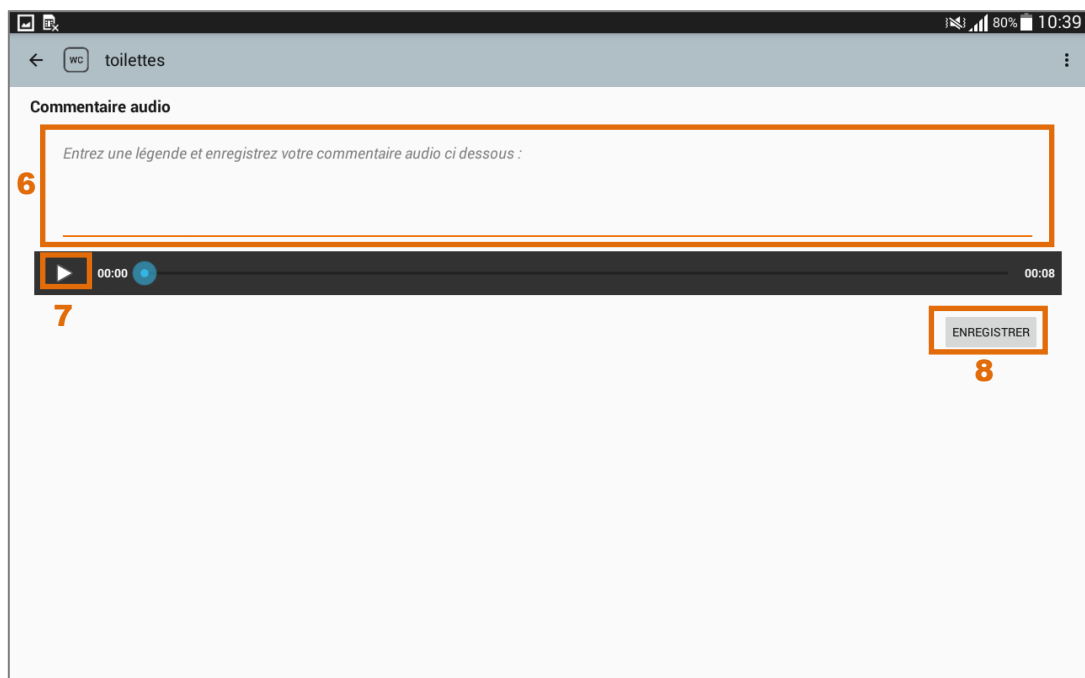 80% 10:39
WC toilettes
Commentaire audio
Entrez une légende et enregistrez votre commentaire audio ci dessous :
6
00:00 00:08
7
ENREGISTRER
8